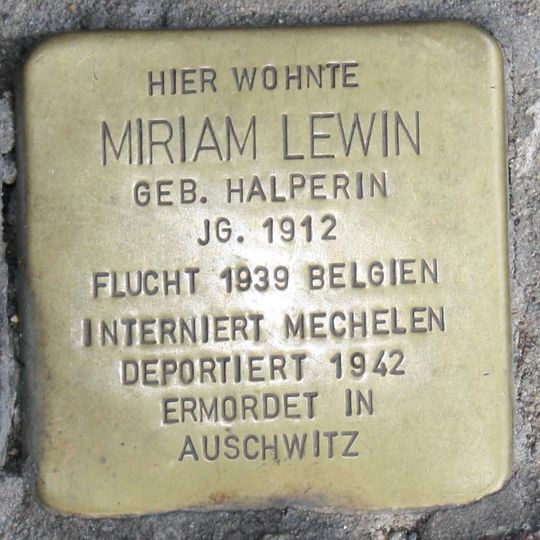 HIER WOHNTE
MIRIAM LEWIN
GEB. HALPERIN
JG. 1912
FLUCHT 1939 BELGIEN
INTERNIERT MECHELEN
DEPORTIERT 1942
ERMORDET IN
AUSCHWITZ